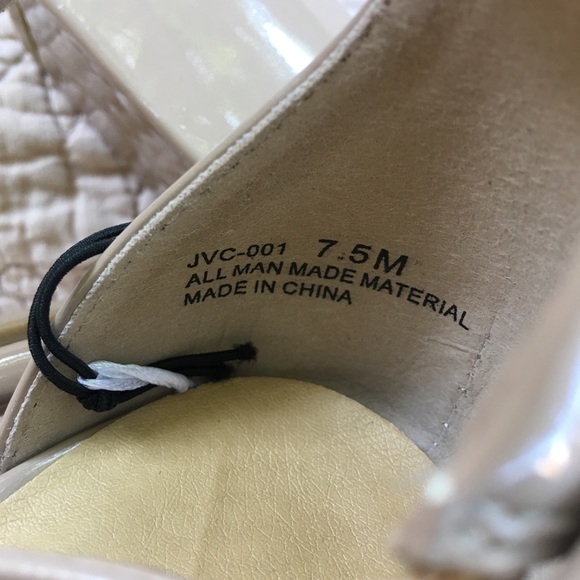 JVC-001 7.5M
ALL MAN MADE MATERIAL
MADE IN CHINA